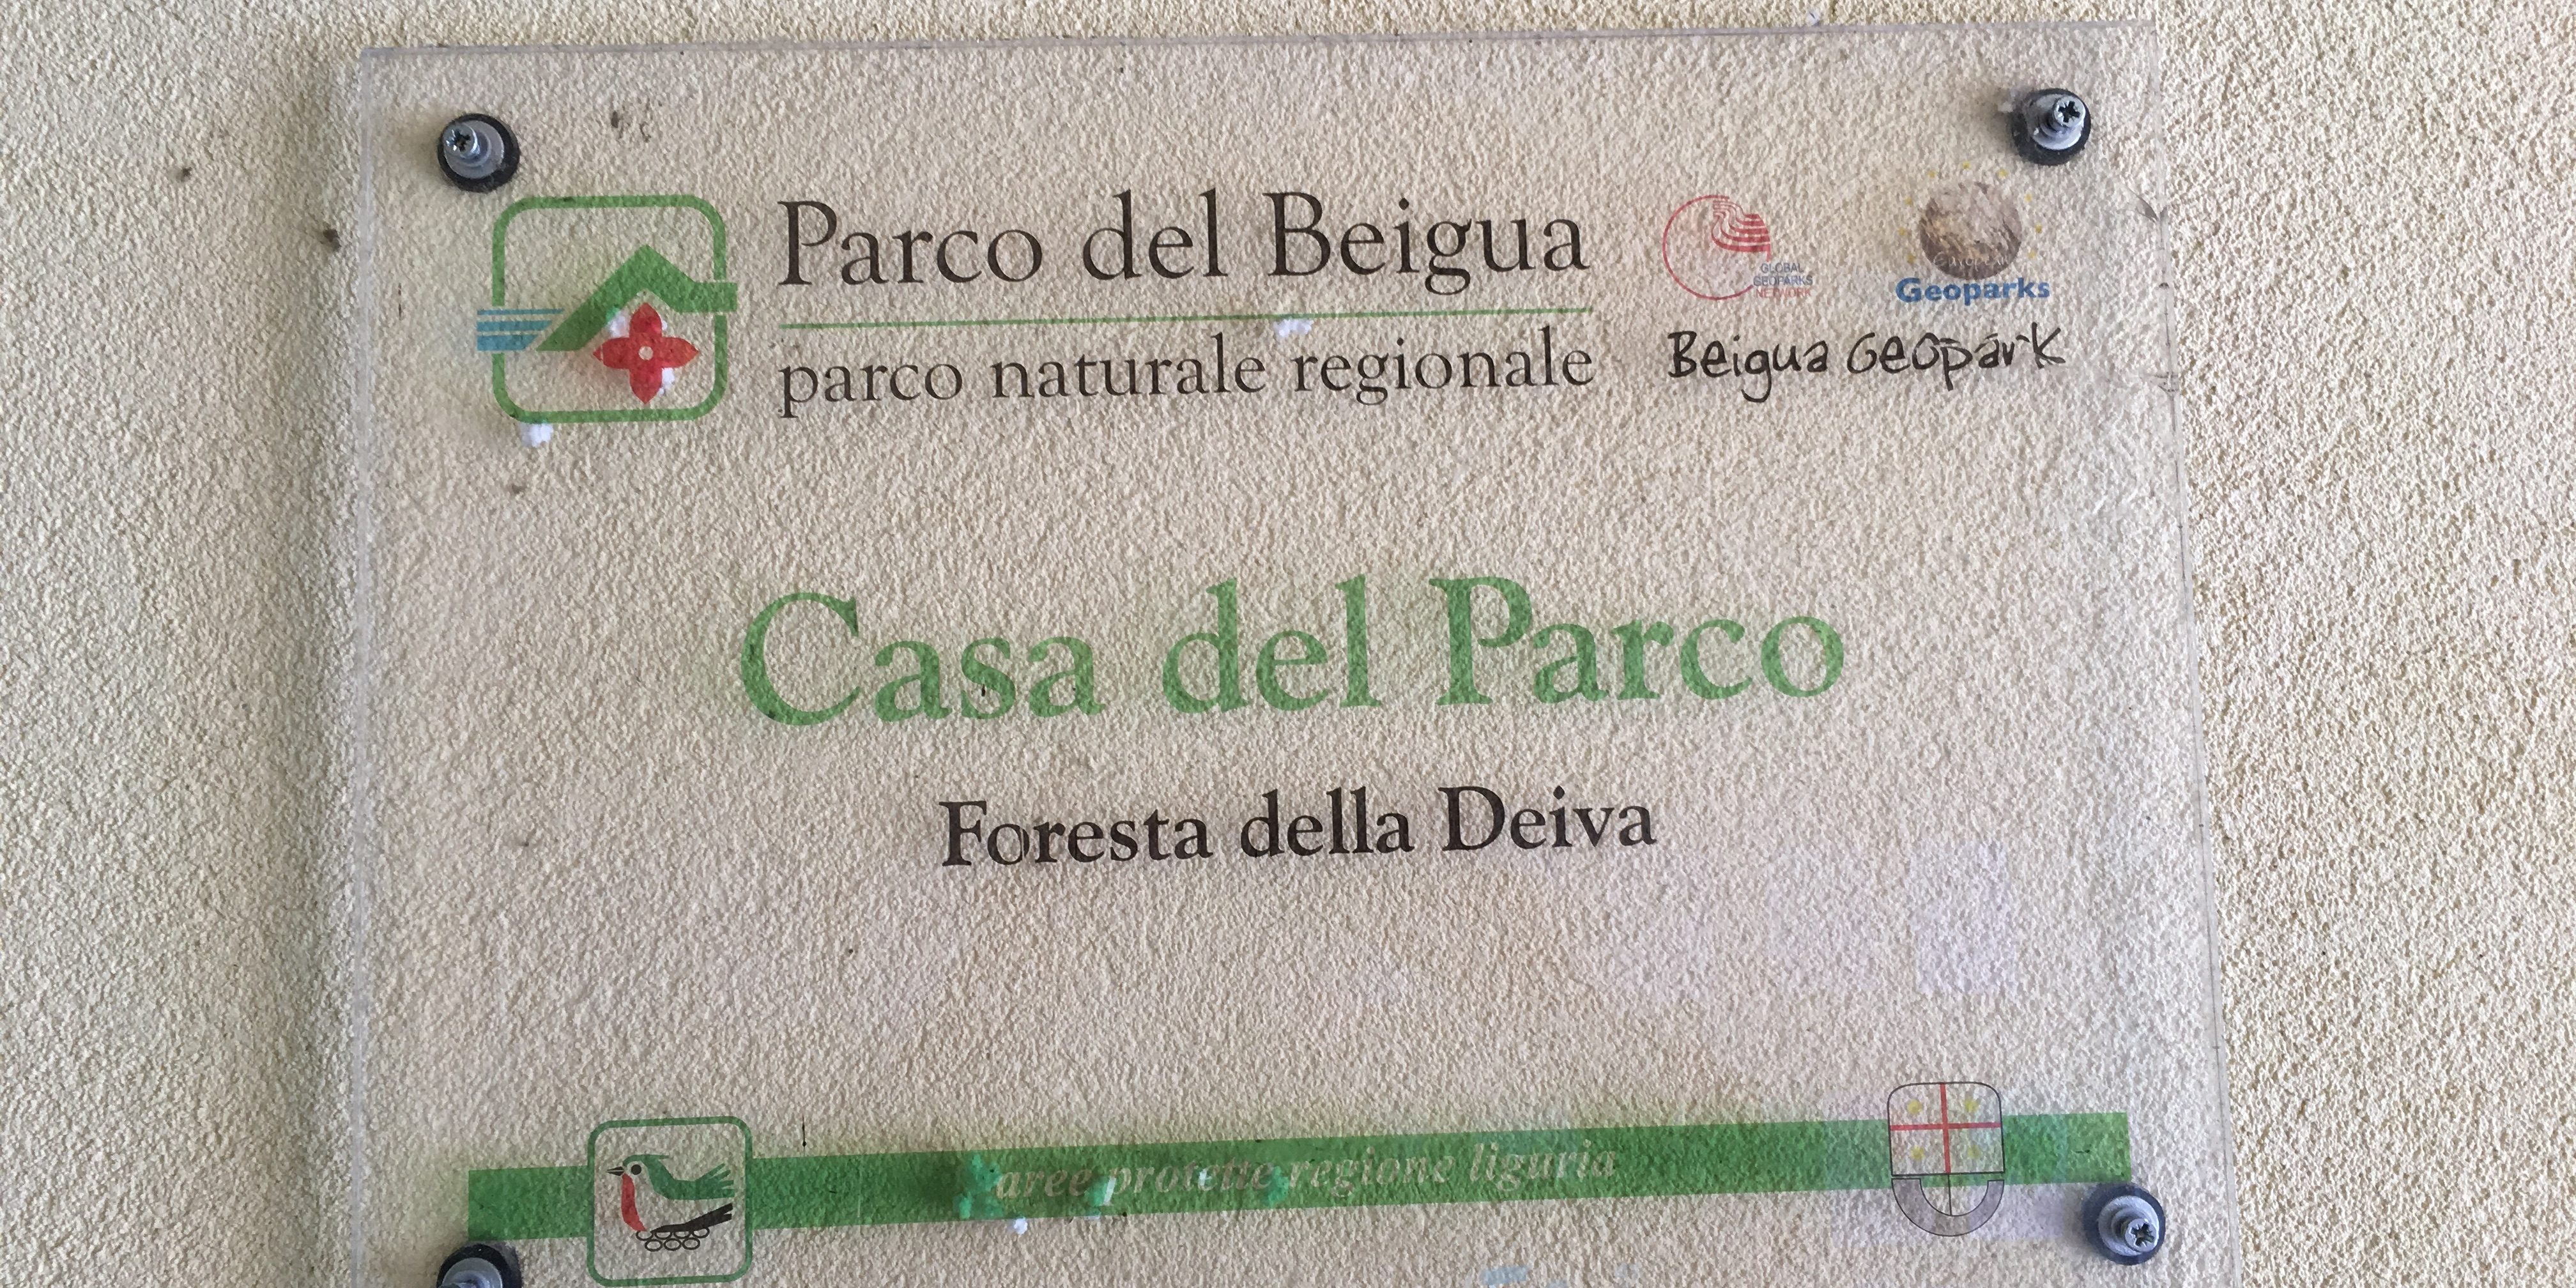 Parco del Beigua
parco naturale regionale
GLOBAL
GEOPARKS
NETWORK
European
Geoparks
Beigua Geopark
Casa del Parco
Foresta della Deiva
aree protette regione liguria